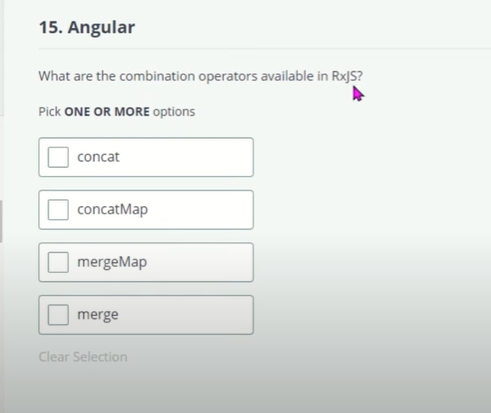 15. Angular
What are the combination operators available in RxJS?
Pick ONE OR MORE options
concat
concatMap
mergeMap
merge
Clear Selection